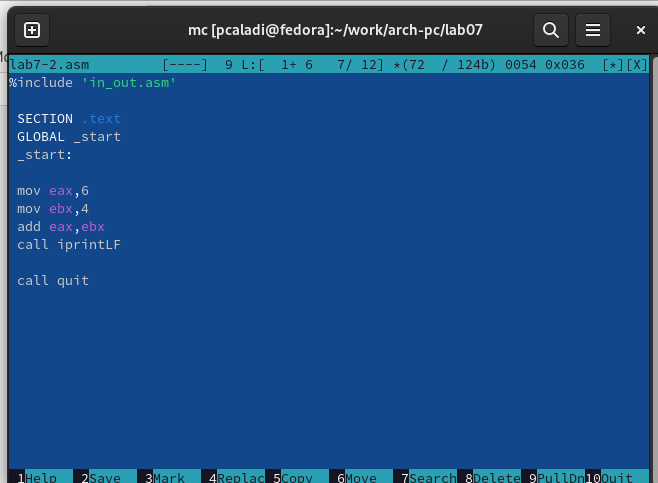 mc [pcaladi@fedora]:~/work/arch-pc/lab07
lab7-2.asm [----] 9 L:[ 1+ 6 7/ 12] *(72 / 124b) 0054 0x036 [*][X]
%include 'in_out.asm'
SECTION .text
GLOBAL _start
_start:
mov eax,6
mov ebx,4
add eax,ebx
call iprintLF
call quit
1Help 2Save 3Mark 4Replac 5Copy 6Move 7Search 8Delete 9PullDn 10Quit